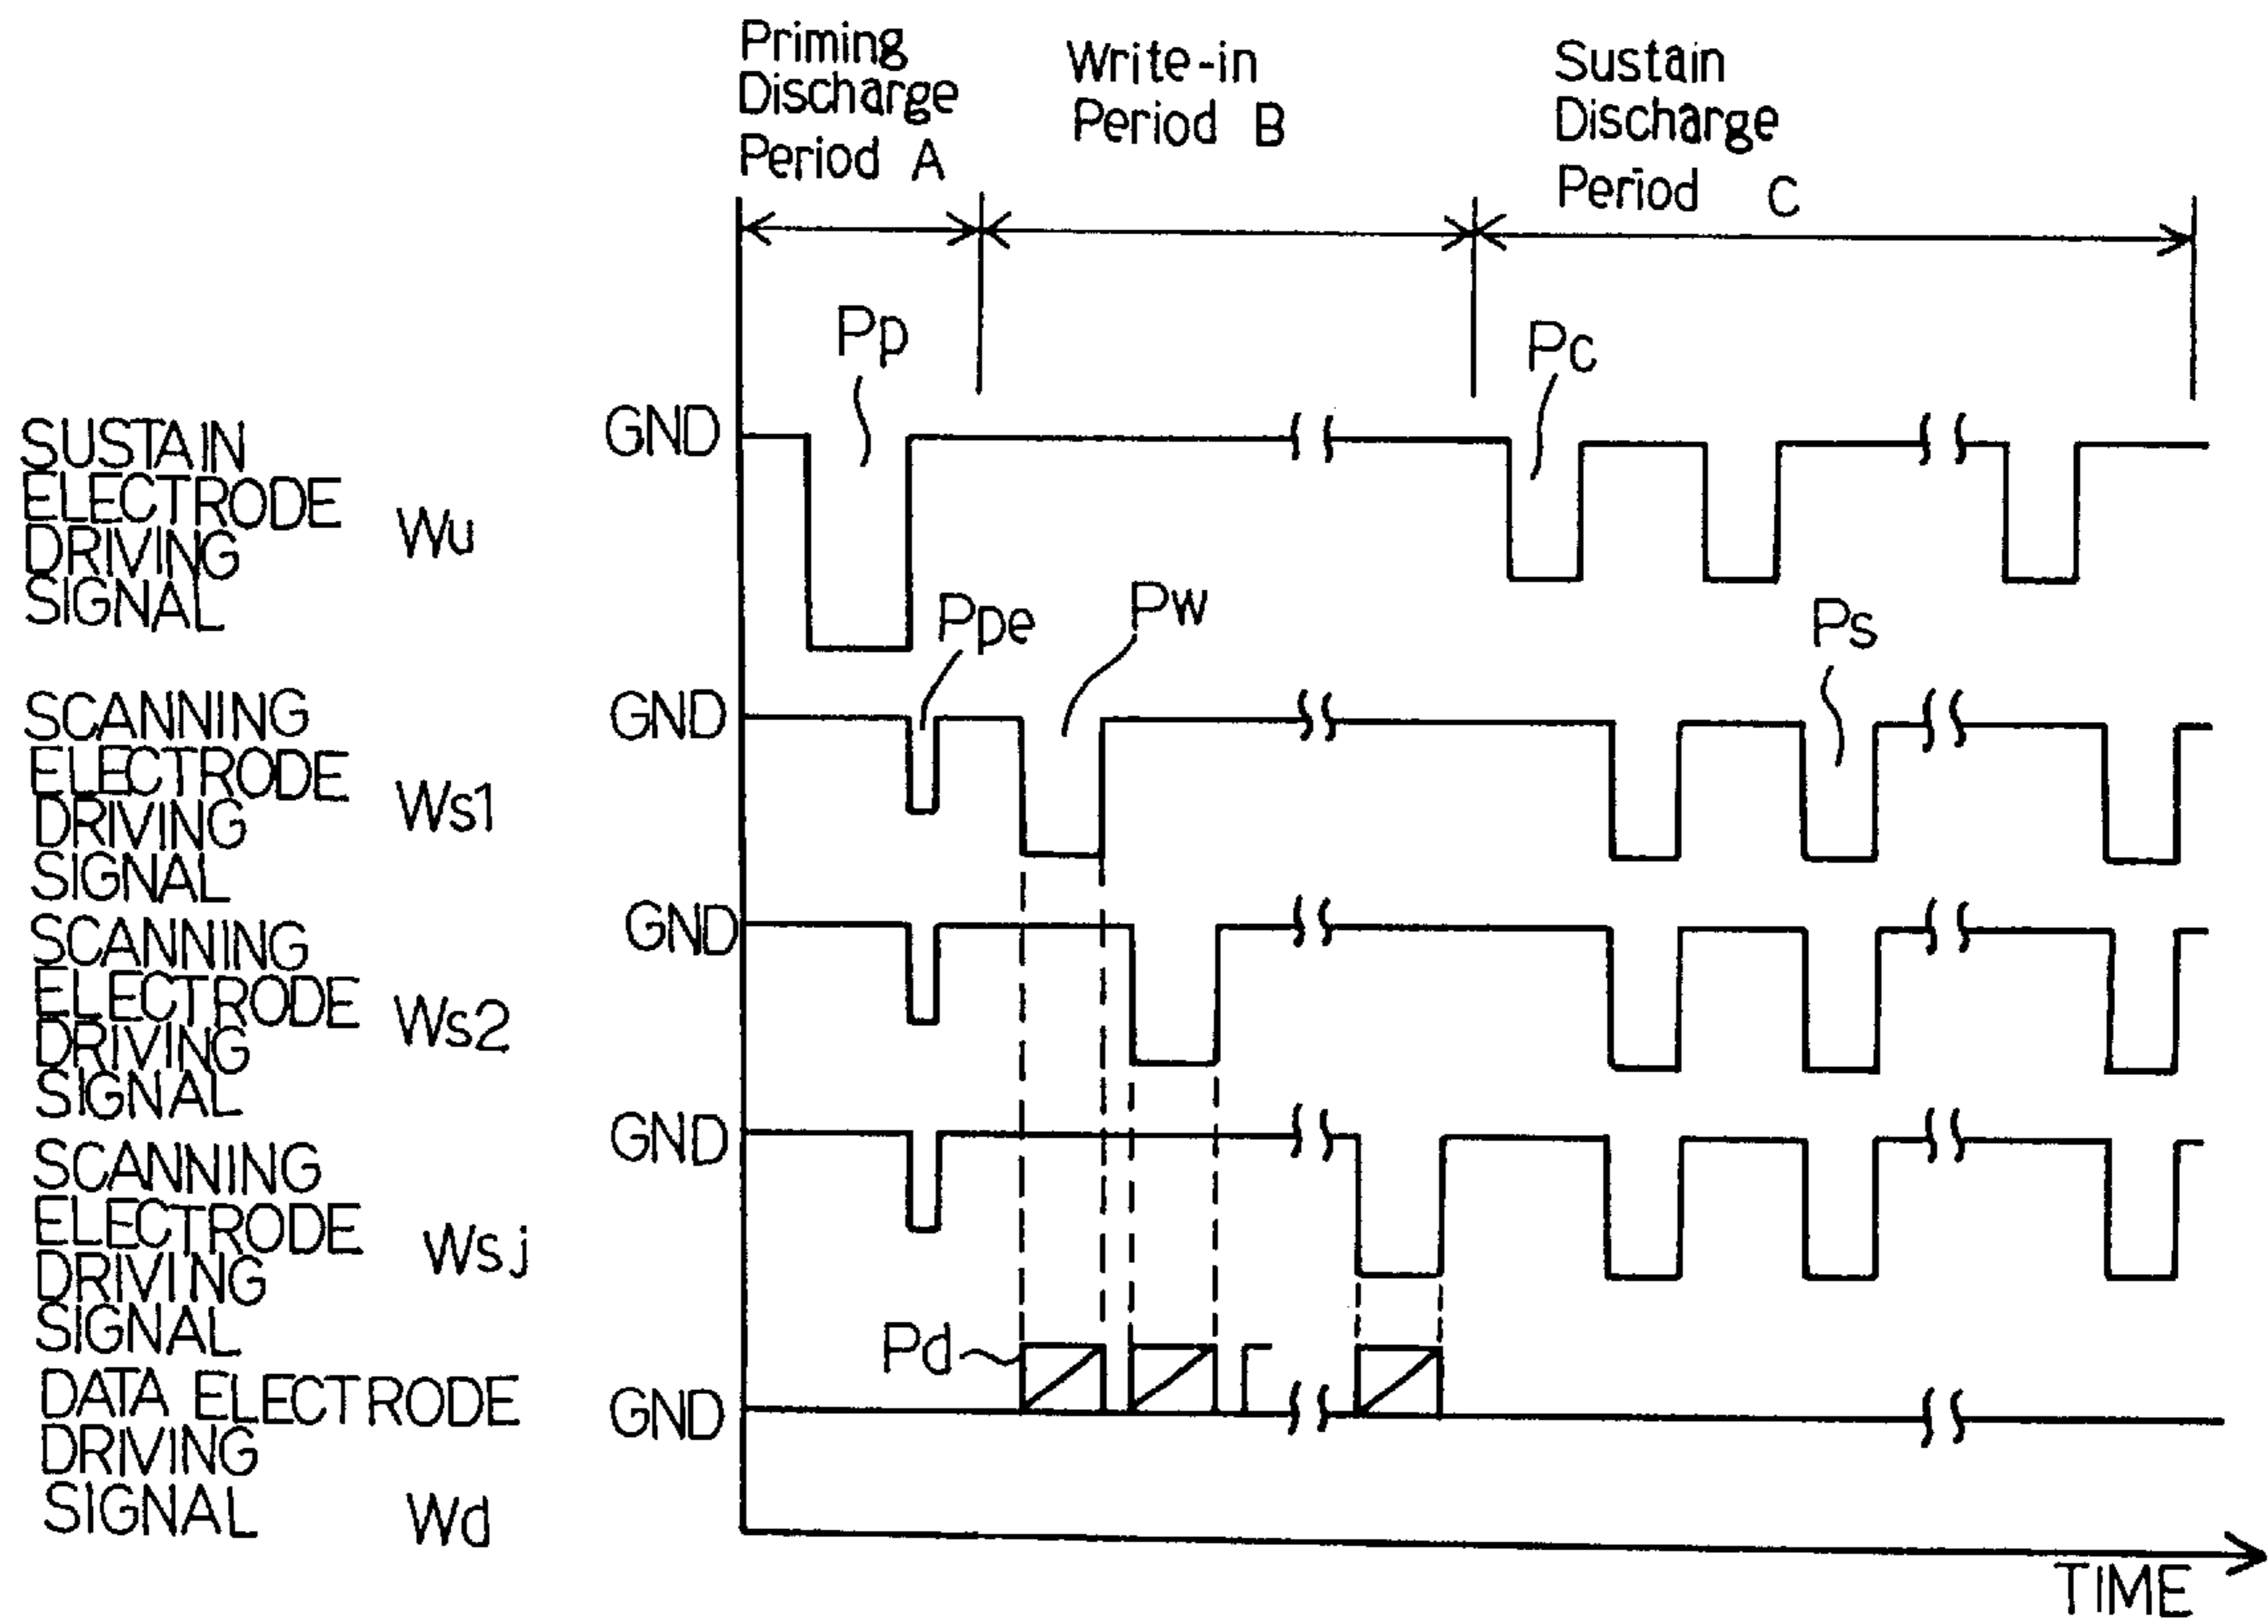 Priming
Discharge
Period A
Write-in
Period B
Sustain
Discharge
Period C
Pp
Pc
SUSTAIN
ELECTRODE
DRIVING
SIGNAL
Wu
GND
Ppe
Pw
Ps
SCANNING
ELECTRODE
DRIVING
SIGNAL
Ws1
GND
SCANNING
ELECTRODE
DRIVING
SIGNAL
Ws2
GND
SCANNING
ELECTRODE
DRIVING
SIGNAL
Wsj
GND
Pd
DATA ELECTRODE
DRIVING
SIGNAL
Wd
GND
TIME